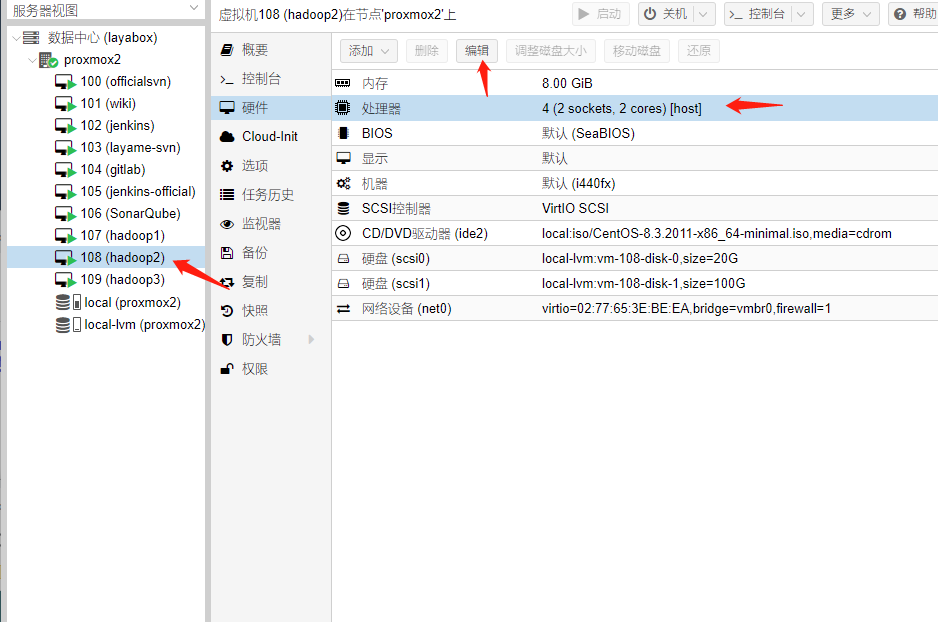 服务器视图
数据中心 (layabox)
proxmox2
100 (officialsvn)
101 (wiki)
102 (jenkins)
103 (layame-svn)
104 (gitlab)
105 (jenkins-official)
106 (SonarQube)
107 (hadoop1)
108 (hadoop2)
109 (hadoop3)
local (proxmox2)
local-lvm (proxmox2)
虚拟机108 (hadoop2)在节点'proxmox2'上
启动 关机 控制台 更多 帮助
概要
控制台
硬件
Cloud-Init
选项
任务历史
监视器
备份
复制
快照
防火墙
权限
添加 删除 编辑 调整磁盘大小 移动磁盘 还原
内存 8.00 GiB
处理器 4 (2 sockets, 2 cores) [host]
BIOS 默认 (SeaBIOS)
显示 默认
机器 默认 (i440fx)
SCSI控制器 VirtIO SCSI
CD/DVD驱动器 (ide2) local:iso/CentOS-8.3.2011-x86_64-minimal.iso,media=cdrom
硬盘 (scsi0) local-lvm:vm-108-disk-0,size=20G
硬盘 (scsi1) local-lvm:vm-108-disk-1,size=100G
网络设备 (net0) virtio=02:77:65:3E:BE:EA,bridge=vmbr0,firewall=1